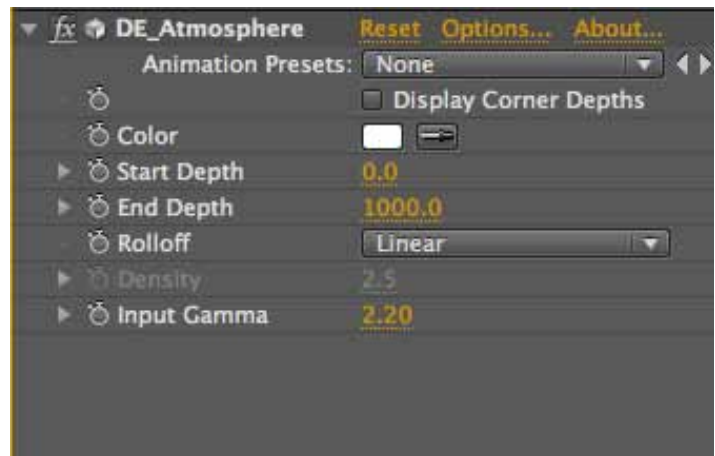 fx DE_Atmosphere Reset Options... About...
Animation Presets: None
Display Corner Depths
Color
Start Depth 0.0
End Depth 1000.0
Rolloff Linear
Density 2.5
Input Gamma 2.20